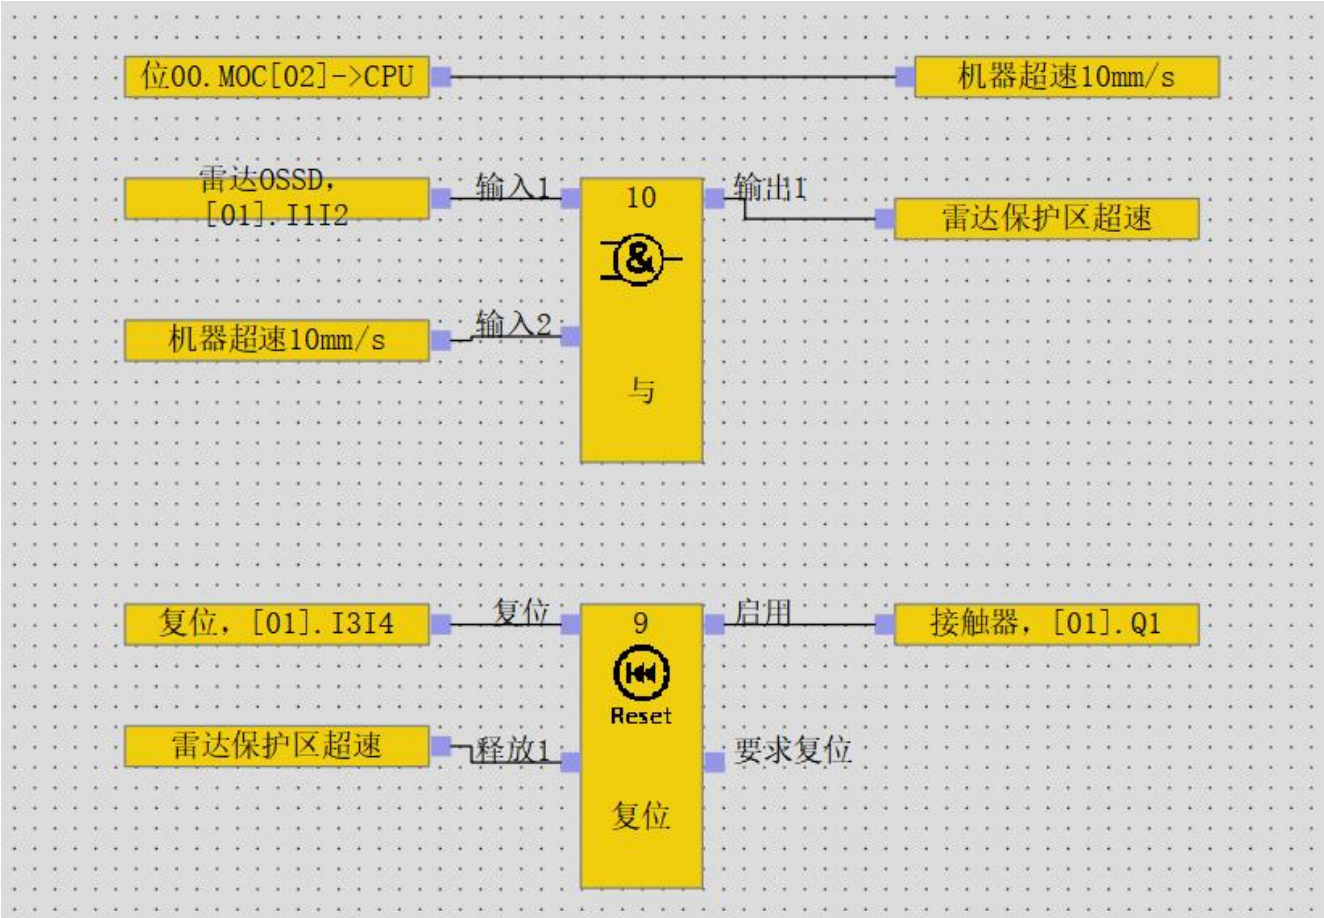 位00.MOC[02]->CPU
机器超速10mm/s
雷达OSSD,
[01].I1I2
输入1
10
输出1
雷达保护区超速
&
机器超速10mm/s
输入2
与
复位, [01].I3I4
复位
9
启用
接触器, [01].Q1
Reset
雷达保护区超速
释放1
要求复位
复位